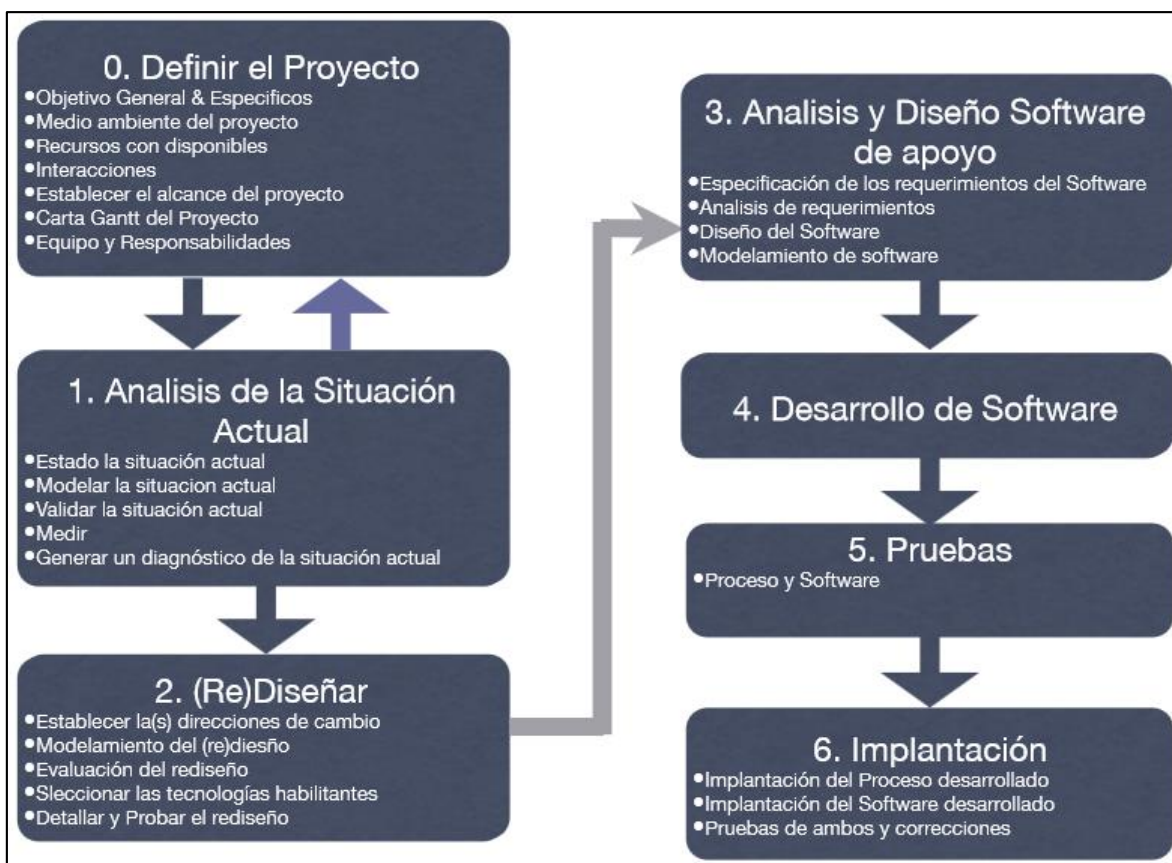 0. Definir el Proyecto
•Objetivo General & Especificos
•Medio ambiente del proyecto
•Recursos con disponibles
•Interacciones
•Establecer el alcance del proyecto
•Carta Gantt del Proyecto
•Equipo y Responsabilidades
1. Analisis de la Situación
Actual
•Estado la situación actual
•Modelar la situacion actual
•Validar la situación actual
•Medir
•Generar un diagnóstico de la situación actual
2. (Re)Diseñar
•Establecer la(s) direcciones de cambio
•Modelamiento del (re)diesño
•Evaluación del rediseño
•Sleccionar las tecnologías habilitantes
•Detallar y Probar el rediseño
3. Analisis y Diseño Software
de apoyo
•Especificación de los requerimientos del Software
•Analisis de requerimientos
•Diseño del Software
•Modelamiento de software
4. Desarrollo de Software
5. Pruebas
•Proceso y Software
6. Implantación
•Implantación del Proceso desarrollado
•Implantación del Software desarrollado
•Pruebas de ambos y correcciones